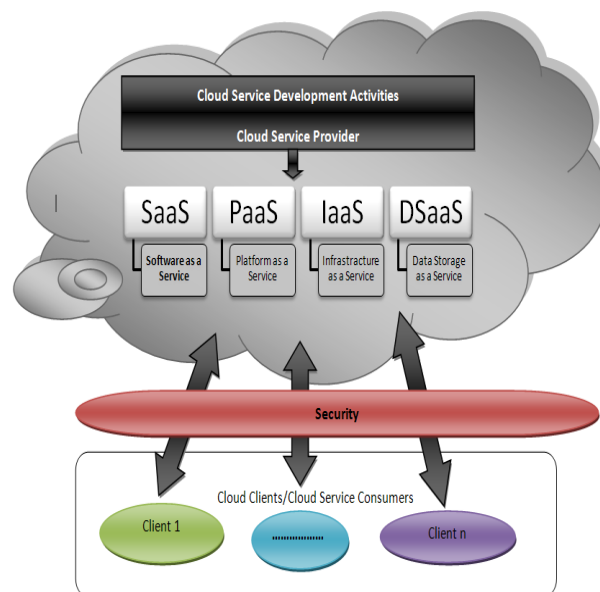 Cloud Service Development Activities
Cloud Service Provider
SaaS
PaaS
IaaS
DSaaS
Software as a
Service
Platform as a
Service
Infrastracture
as a Service
Data Storage
as a Service
Security
Cloud Clients/Cloud Service Consumers
Client 1
..................
Client n